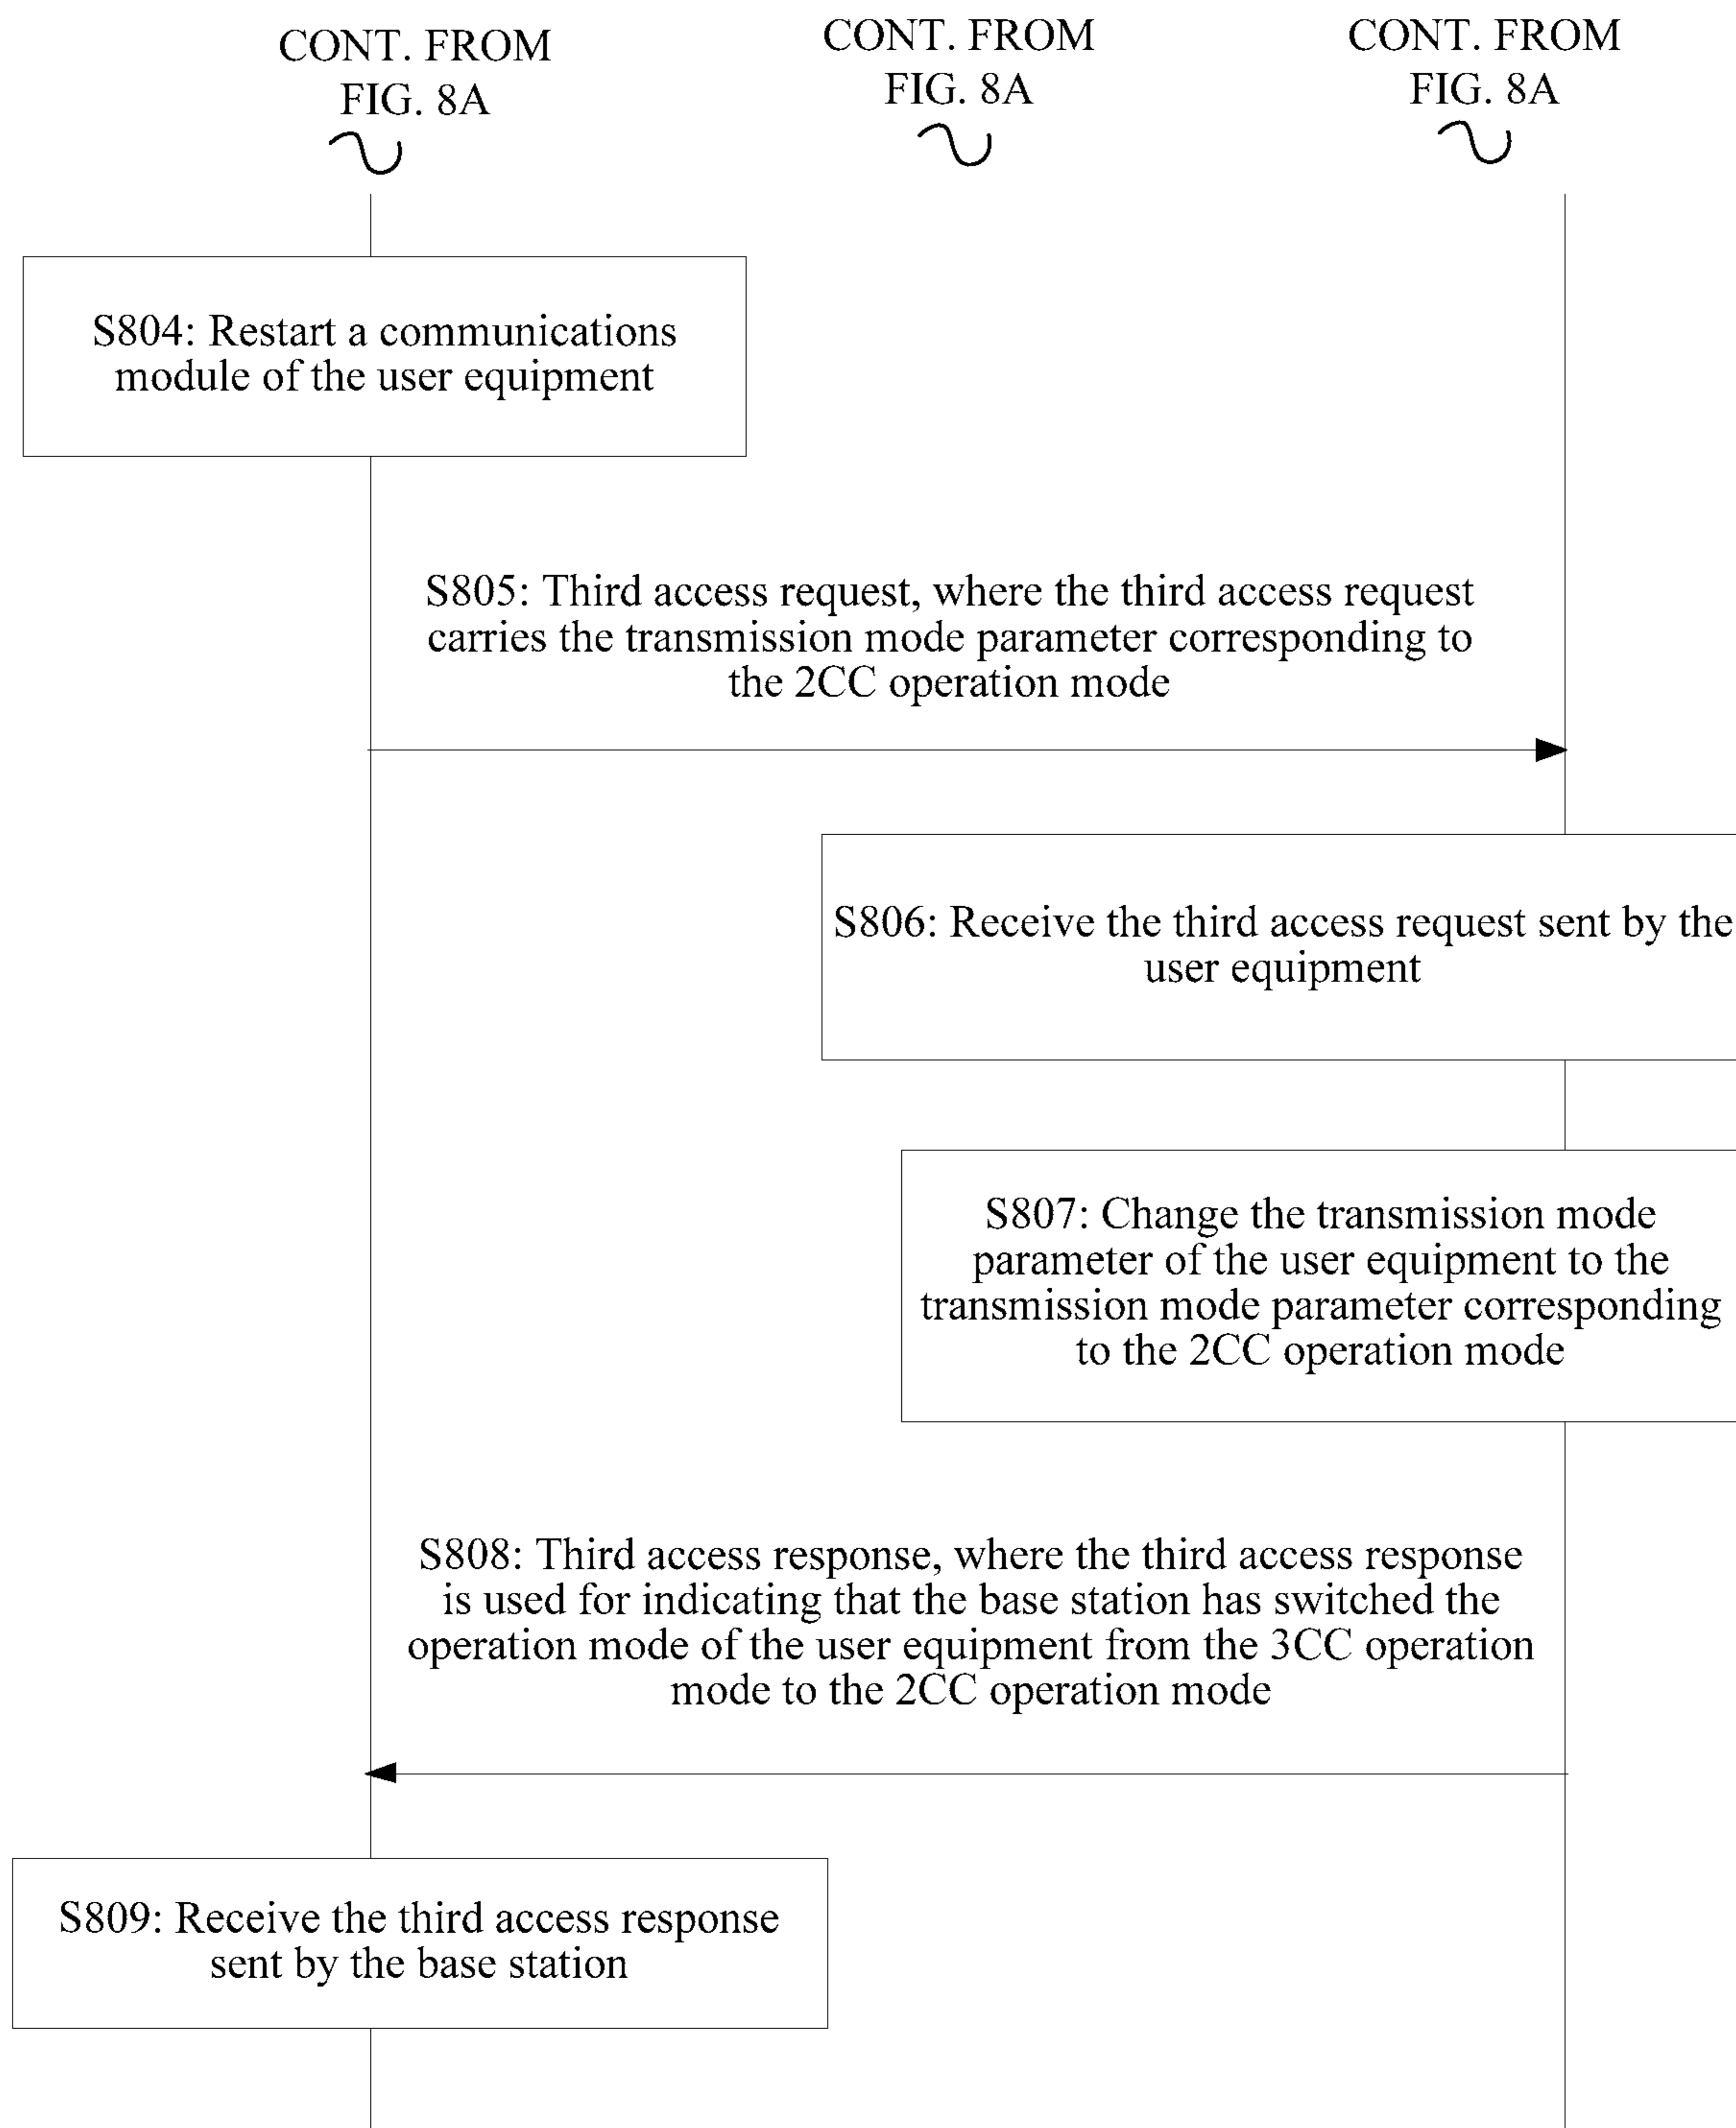 CONT. FROM
FIG. 8A
CONT. FROM
FIG. 8A
CONT. FROM
FIG. 8A
S804: Restart a communications
module of the user equipment
S805: Third access request, where the third access request
carries the transmission mode parameter corresponding to
the 2CC operation mode
S806: Receive the third access request sent by the
user equipment
S807: Change the transmission mode
parameter of the user equipment to the
transmission mode parameter corresponding
to the 2CC operation mode
S808: Third access response, where the third access response
is used for indicating that the base station has switched the
operation mode of the user equipment from the 3CC operation
mode to the 2CC operation mode
S809: Receive the third access response
sent by the base station